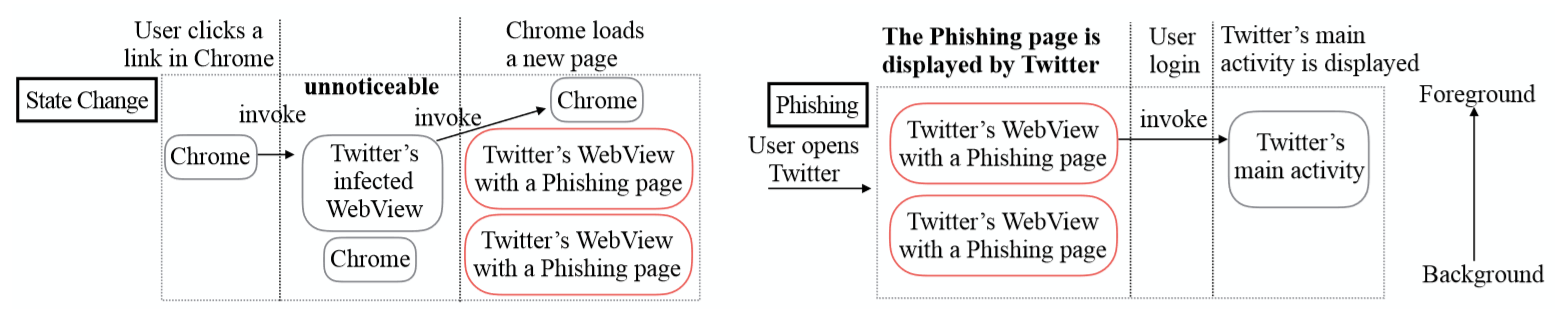 User clicks a
link in Chrome
Chrome loads
a new page
unnoticeable
State Change
invoke
invoke
Chrome
Chrome
Twitter's
infected
WebView
Chrome
Twitter's WebView
with a Phishing page
Twitter's WebView
with a Phishing page
The Phishing page is
displayed by Twitter
User
login
Twitter's main
activity is displayed
Phishing
User opens
Twitter
Twitter's WebView
with a Phishing page
Twitter's WebView
with a Phishing page
invoke
Twitter's
main activity
Foreground
Background